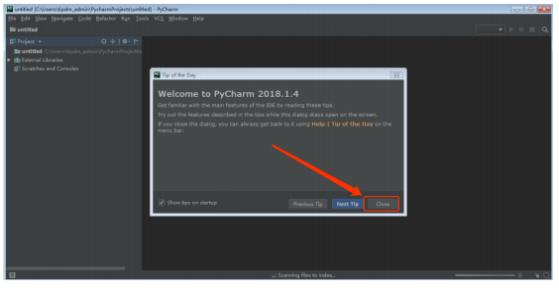 untitled [C:\Users\tipdm_admin\PycharmProjects\untitled] - PyCharm
File Edit View Navigate Code Refactor Run Tools VCS Window Help
untitled
Project
untitled C:\Users\tipdm_admin\PycharmProjects
External Libraries
Scratches and Consoles
Tip of the Day
Welcome to PyCharm 2018.1.4
Get familiar with the main features of the IDE by reading these tips.
Try out the features described in the tips while this dialog stays open on the screen.
If you close the dialog, you can always get back to it using Help | Tip of the Day on the
menu bar.
Show tips on startup
Previous Tip Next Tip Close
Scanning files to index...